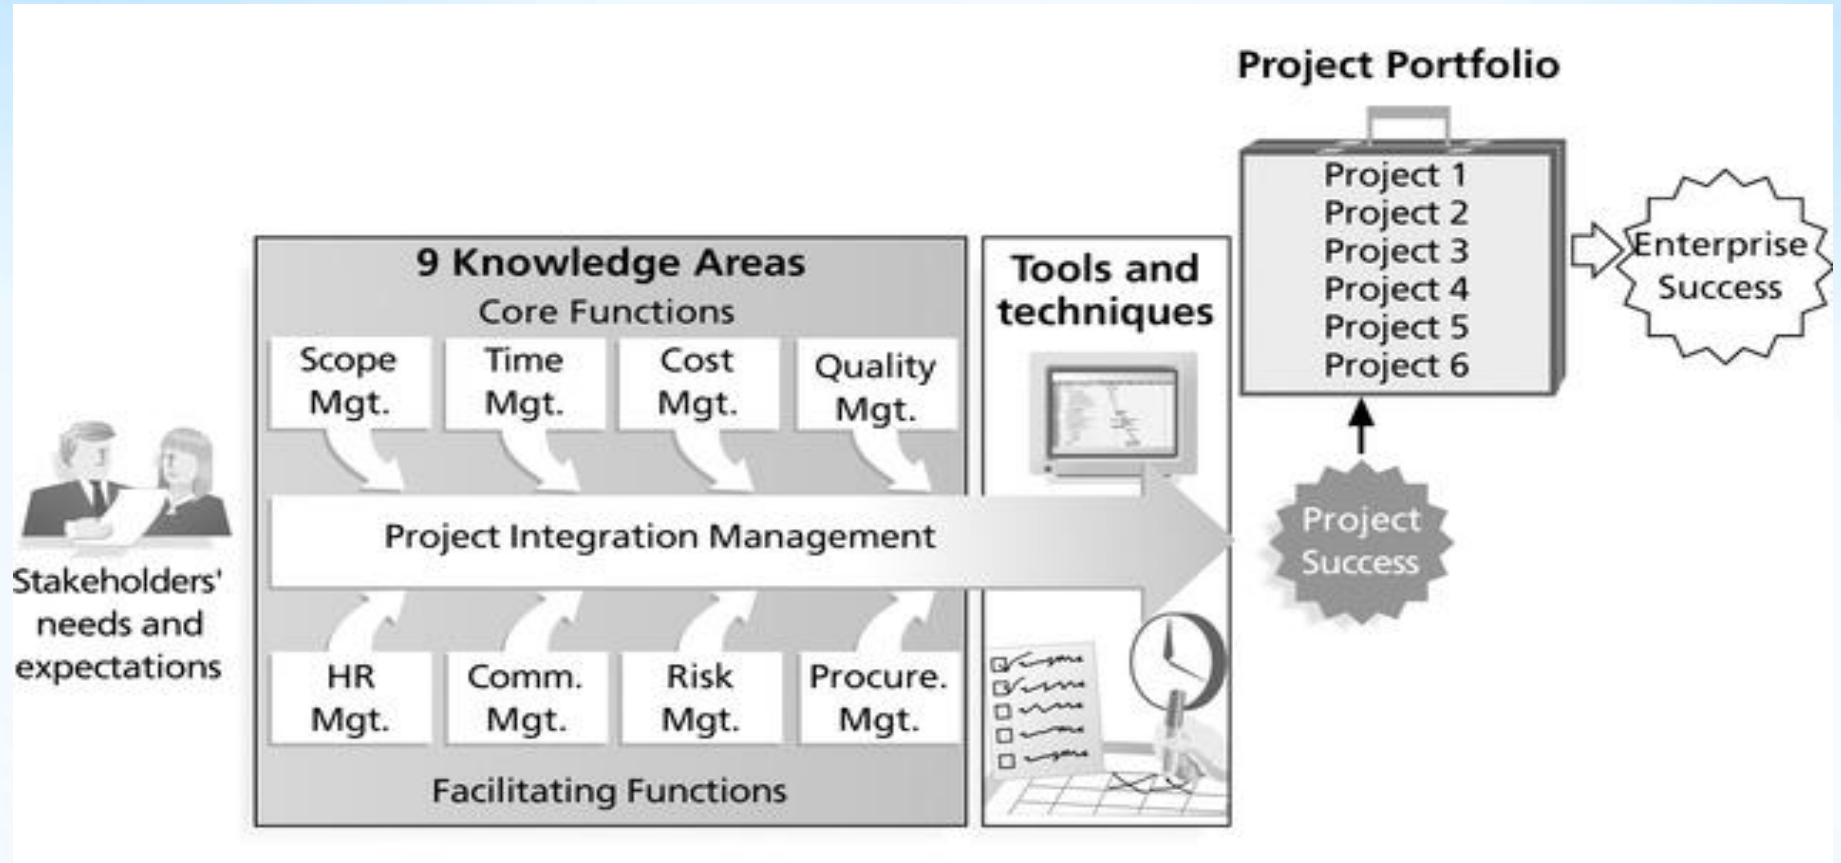 Project Portfolio
Project 1
Project 2
Project 3
Project 4
Project 5
Project 6
Enterprise
Success
9 Knowledge Areas
Core Functions
Scope
Mgt.
Time
Mgt.
Cost
Mgt.
Quality
Mgt.
Tools and
techniques
Project Integration Management
Project
Success
Stakeholders'
needs and
expectations
HR
Mgt.
Comm.
Mgt.
Risk
Mgt.
Procure.
Mgt.
Facilitating Functions